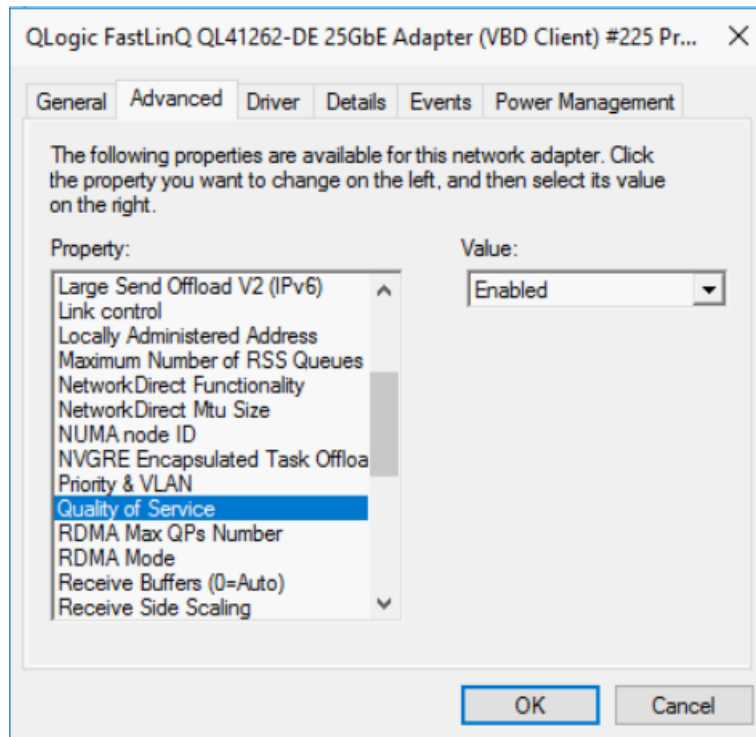 QLogic FastLinQ QL41262-DE 25GbE Adapter (VBD Client) #225 Pr...
General Advanced Driver Details Events Power Management
The following properties are available for this network adapter. Click
the property you want to change on the left, and then select its value
on the right.
Property:
Value:
Large Send Offload V2 (IPv6)
Link control
Locally Administered Address
Maximum Number of RSS Queues
NetworkDirect Functionality
NetworkDirect Mtu Size
NUMA node ID
NVGRE Encapsulated Task Offloa
Priority & VLAN
Quality of Service
RDMA Max QPs Number
RDMA Mode
Receive Buffers (0=Auto)
Receive Side Scaling
Enabled
OK
Cancel